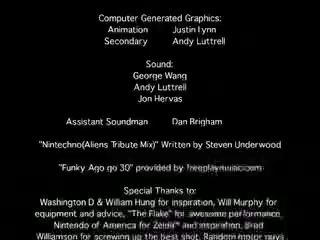 Computer Generated Graphics:
Animation Justin Lynn
Secondary Andy Luttrell
Sound:
George Wang
Andy Luttrell
Jon Hervas
Assistant Soundman Dan Brigham
"Nintechno(Aliens Tribute Mix)" Written by Steven Underwood
"Funky Ago go 30" provided by freeplaymusic.com
Special Thanks to:
Washington D & William Hung for inspiration, Will Murphy for
equipment and advice, "The Flake" for awesome performance,
Nintendo of America for Zelda™ and inspiration, Brad
Williamson for screwing up the best shot, Random motor guys